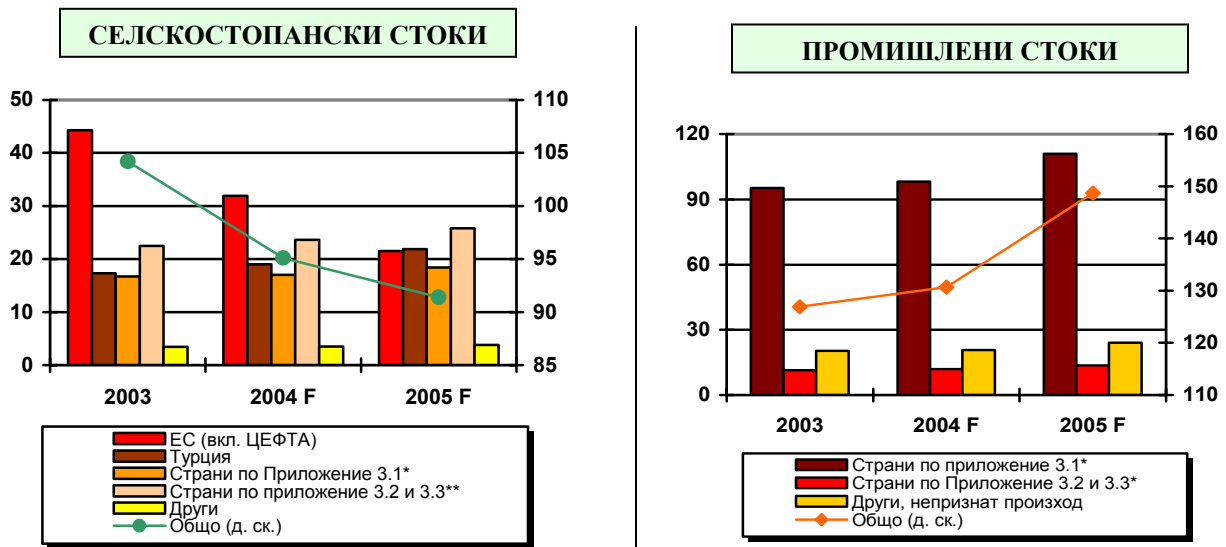 СЕЛСКОСТОПАНСКИ СТОКИ
50
40
30
20
10
0
110
105
100
95
90
85
2003
2004 F
2005 F
ЕС (вкл. ЦЕФТА)
Турция
Страни по Приложение 3.1*
Страни по приложение 3.2 и 3.3**
Други
Общо (д. ск.)
ПРОМИШЛЕНИ СТОКИ
120
90
60
30
0
160
150
140
130
120
110
2003
2004 F
2005 F
Страни по приложение 3.1*
Страни по Приложение 3.2 и 3.3*
Други, непризнат произход
Общо (д. ск.)